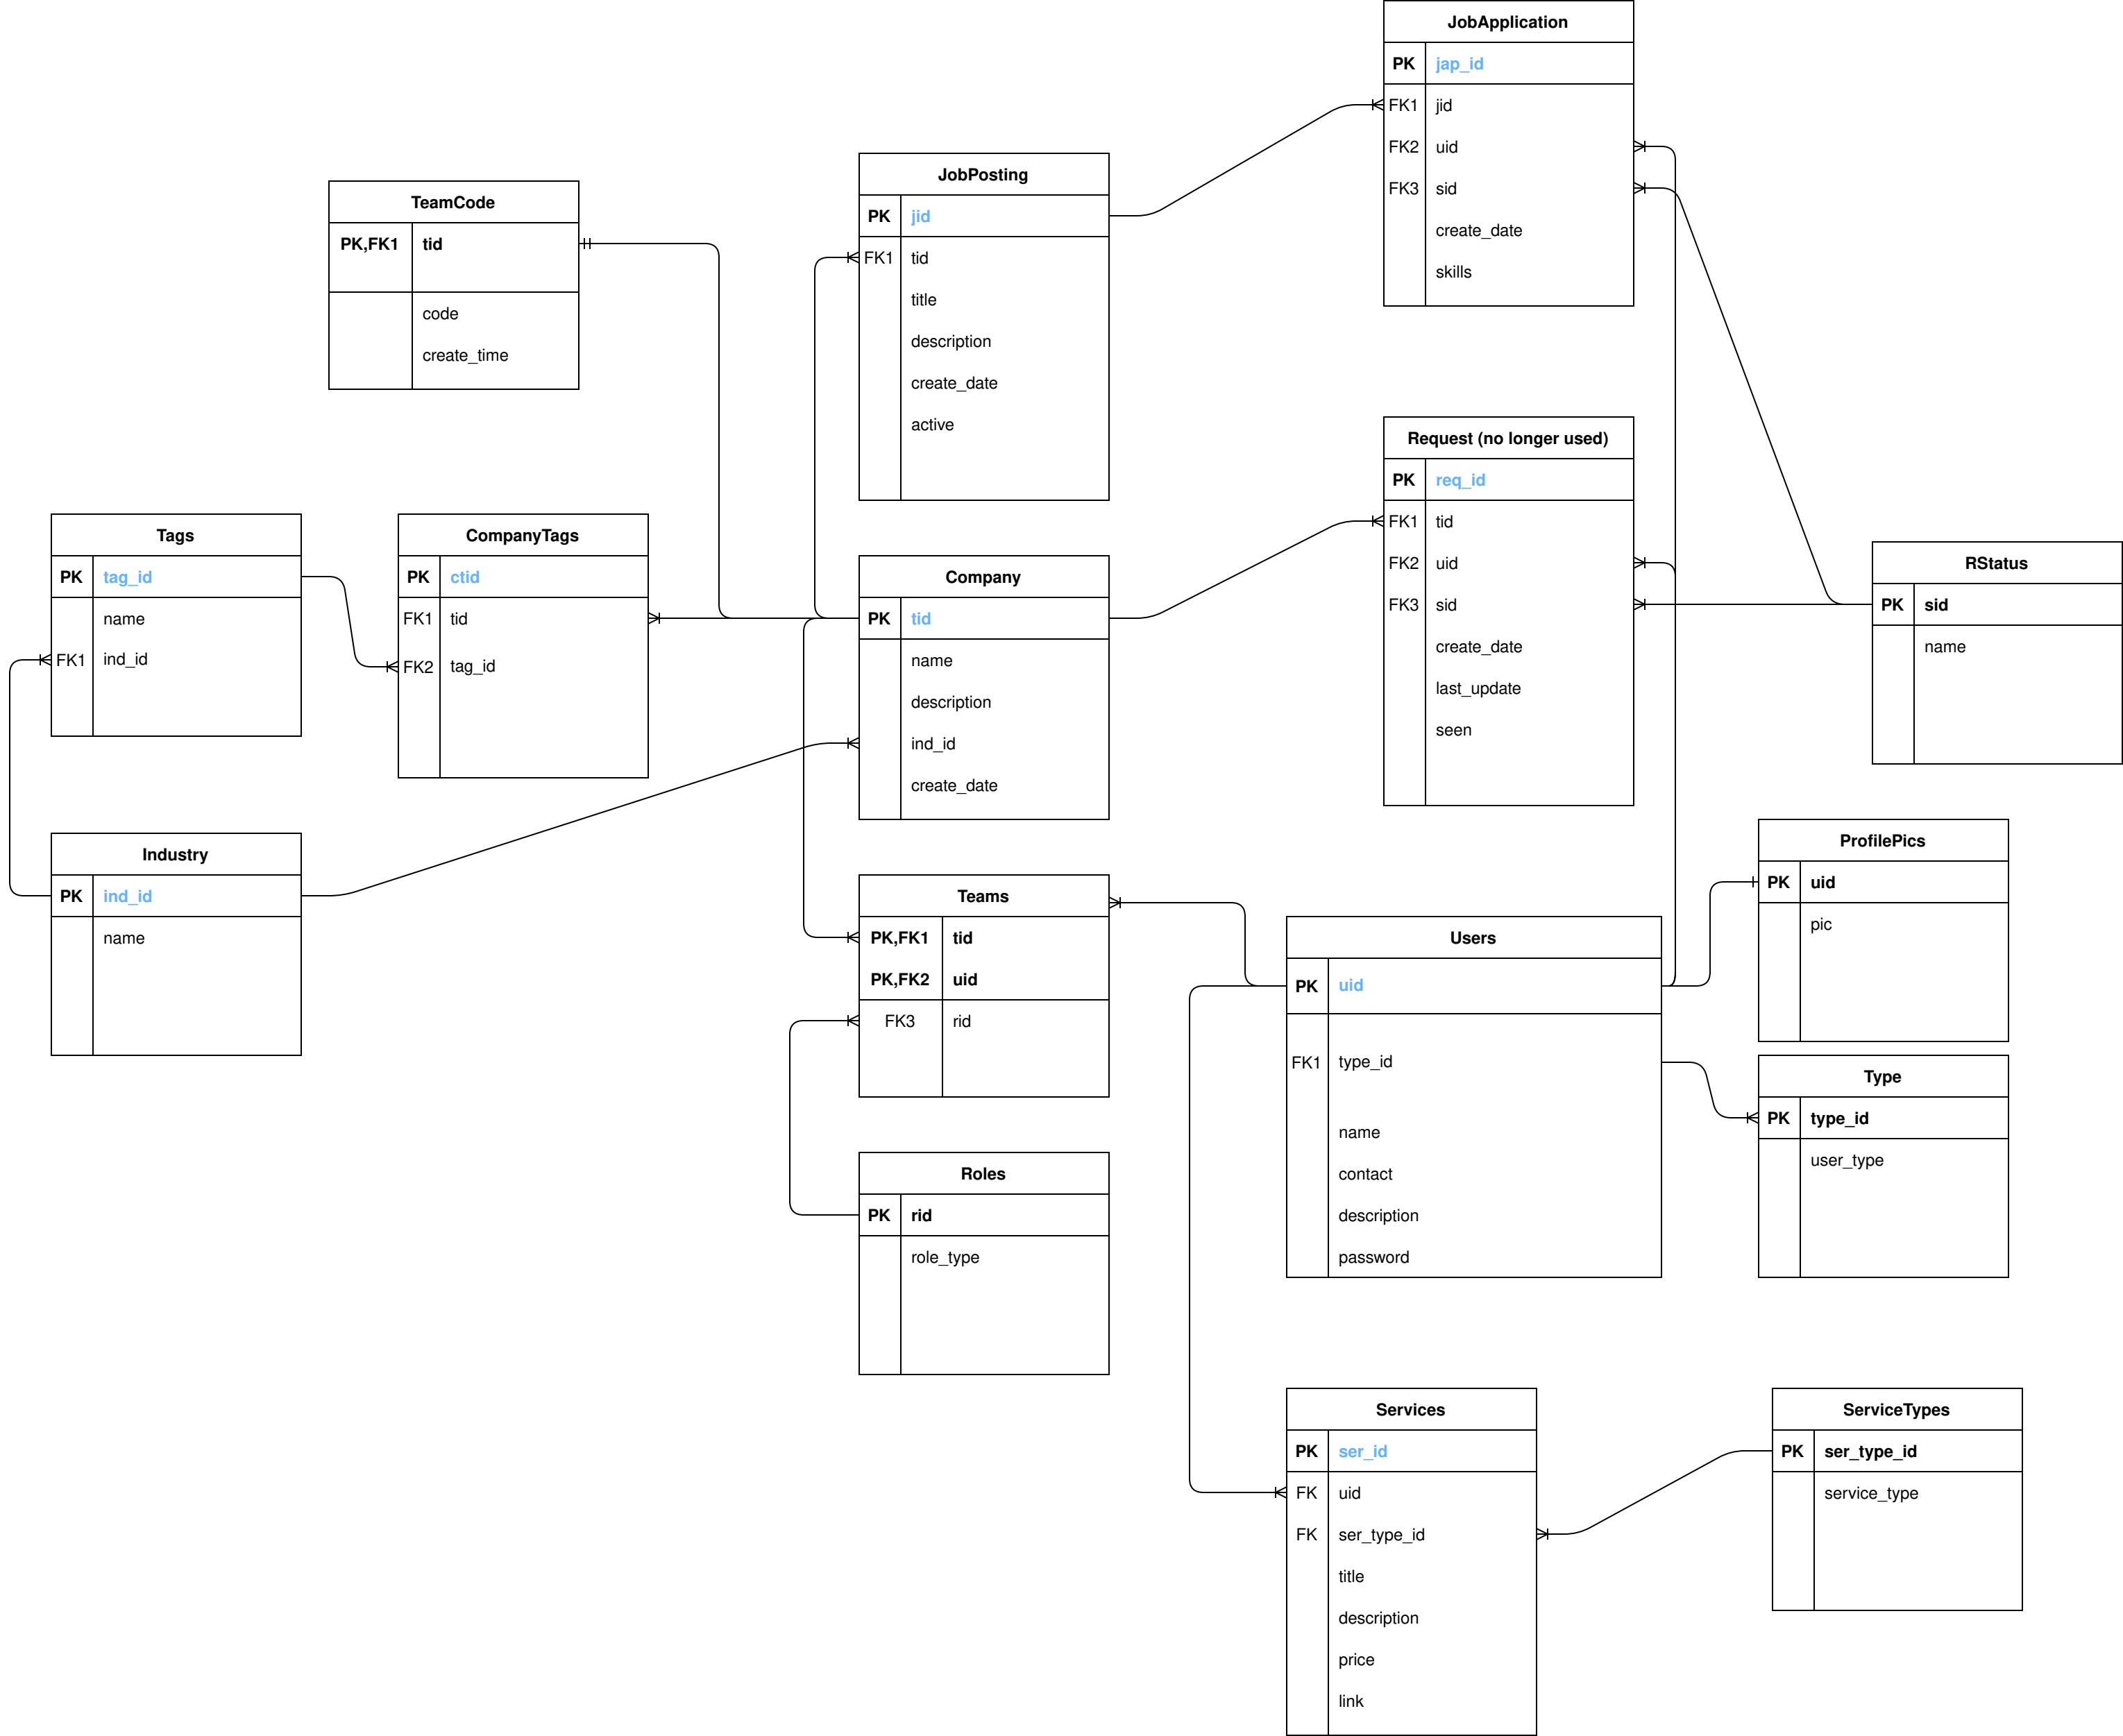 JobApplication
PK jap_id
FK1 jid
FK2 uid
FK3 sid
create_date
skills
JobPosting
PK jid
FK1 tid
title
description
create_date
active
TeamCode
PK,FK1 tid
code
create_time
Request (no longer used)
PK req_id
FK1 tid
FK2 uid
FK3 sid
create_date
last_update
seen
Tags
PK tag_id
name
FK1 ind_id
CompanyTags
PK ctid
FK1 tid
FK2 tag_id
Company
PK tid
name
description
ind_id
create_date
RStatus
PK sid
name
Industry
PK ind_id
name
Teams
PK,FK1 tid
PK,FK2 uid
FK3 rid
Users
PK uid
FK1 type_id
name
contact
description
password
ProfilePics
PK uid
pic
Type
PK type_id
user_type
Roles
PK rid
role_type
Services
PK ser_id
FK uid
FK ser_type_id
title
description
price
link
ServiceTypes
PK ser_type_id
service_type